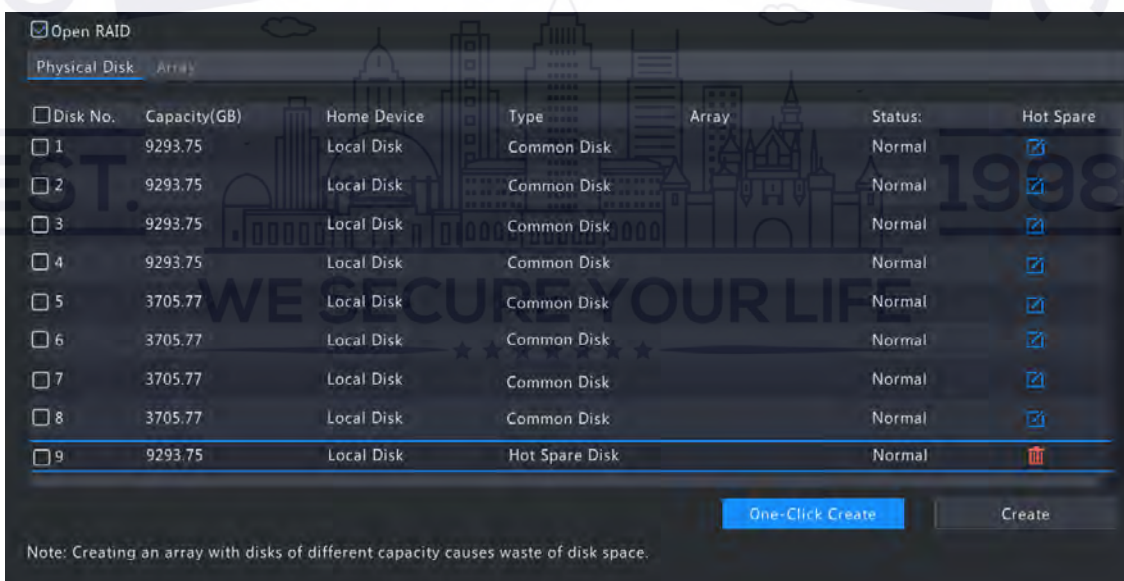 Open RAID
Physical Disk Array
Disk No. Capacity(GB) Home Device Type Array Status: Hot Spare
1 9293.75 Local Disk Common Disk Normal
2 9293.75 Local Disk Common Disk Normal
EST. 1998
3 9293.75 Local Disk Common Disk Normal
4 9293.75 Local Disk Common Disk Normal
WE SECURE YOUR LIFE
5 3705.77 Local Disk Common Disk Normal
6 3705.77 Local Disk Common Disk Normal
7 3705.77 Local Disk Common Disk Normal
8 3705.77 Local Disk Common Disk Normal
9 9293.75 Local Disk Hot Spare Disk Normal
One-Click Create Create
Note: Creating an array with disks of different capacity causes waste of disk space.